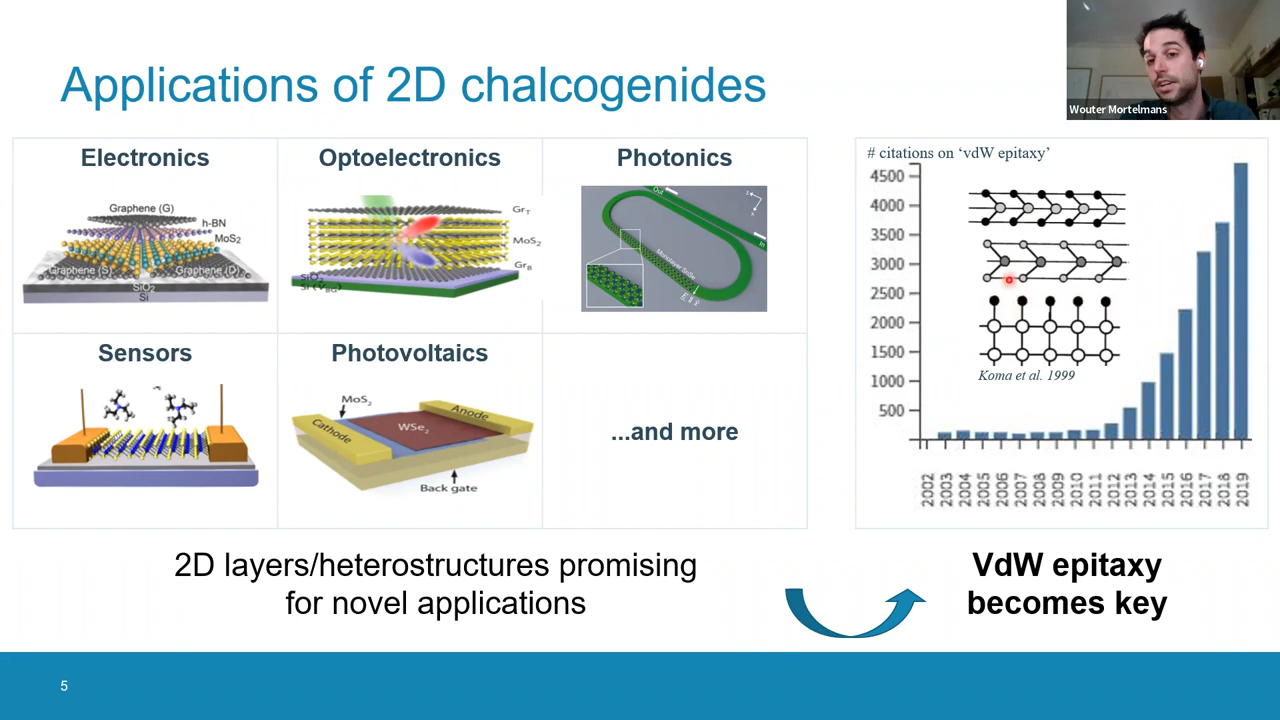 Wouter Mortelmans
Applications of 2D chalcogenides
Electronics
Graphene (G)
h-BN
MoS2
Graphene (S)
Graphene (D)
SiO2
Si
Optoelectronics
GrT
MoS2
GrB
SiO2
Photonics
Out
In
Monolayer SnSe
Sensors
Photovoltaics
MoS2
Cathode
WSe2
Anode
Back gate
...and more
# citations on ‘vdW epitaxy’
4500
4000
3500
3000
2500
2000
1500
1000
500
Koma et al. 1999
2002
2003
2004
2005
2006
2007
2008
2009
2010
2011
2012
2013
2014
2015
2016
2017
2018
2019
2D layers/heterostructures promising
for novel applications
VdW epitaxy
becomes key
5